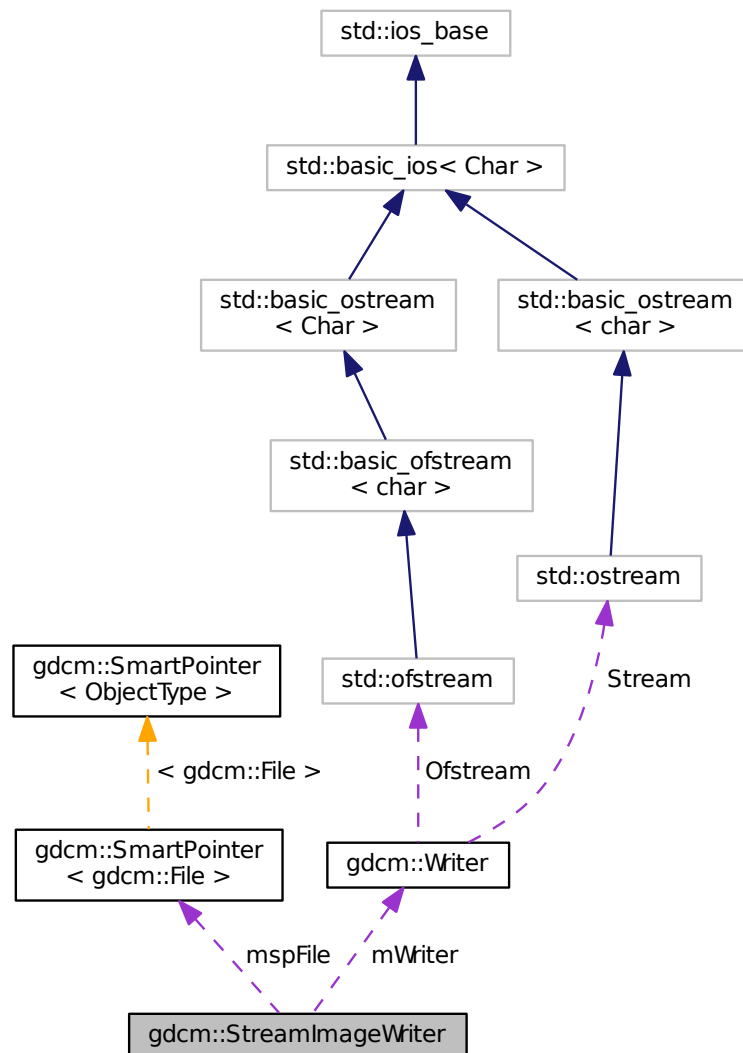 std::ios_base
std::basic_ios< Char >
std::basic_ostream
< Char >
std::basic_ostream
< char >
std::basic_ofstream
< char >
std::ostream
gdcm::SmartPointer
< ObjectType >
std::ofstream
Stream
< gdcm::File >
Ofstream
gdcm::SmartPointer
< gdcm::File >
gdcm::Writer
mspFile
mWriter
gdcm::StreamImageWriter